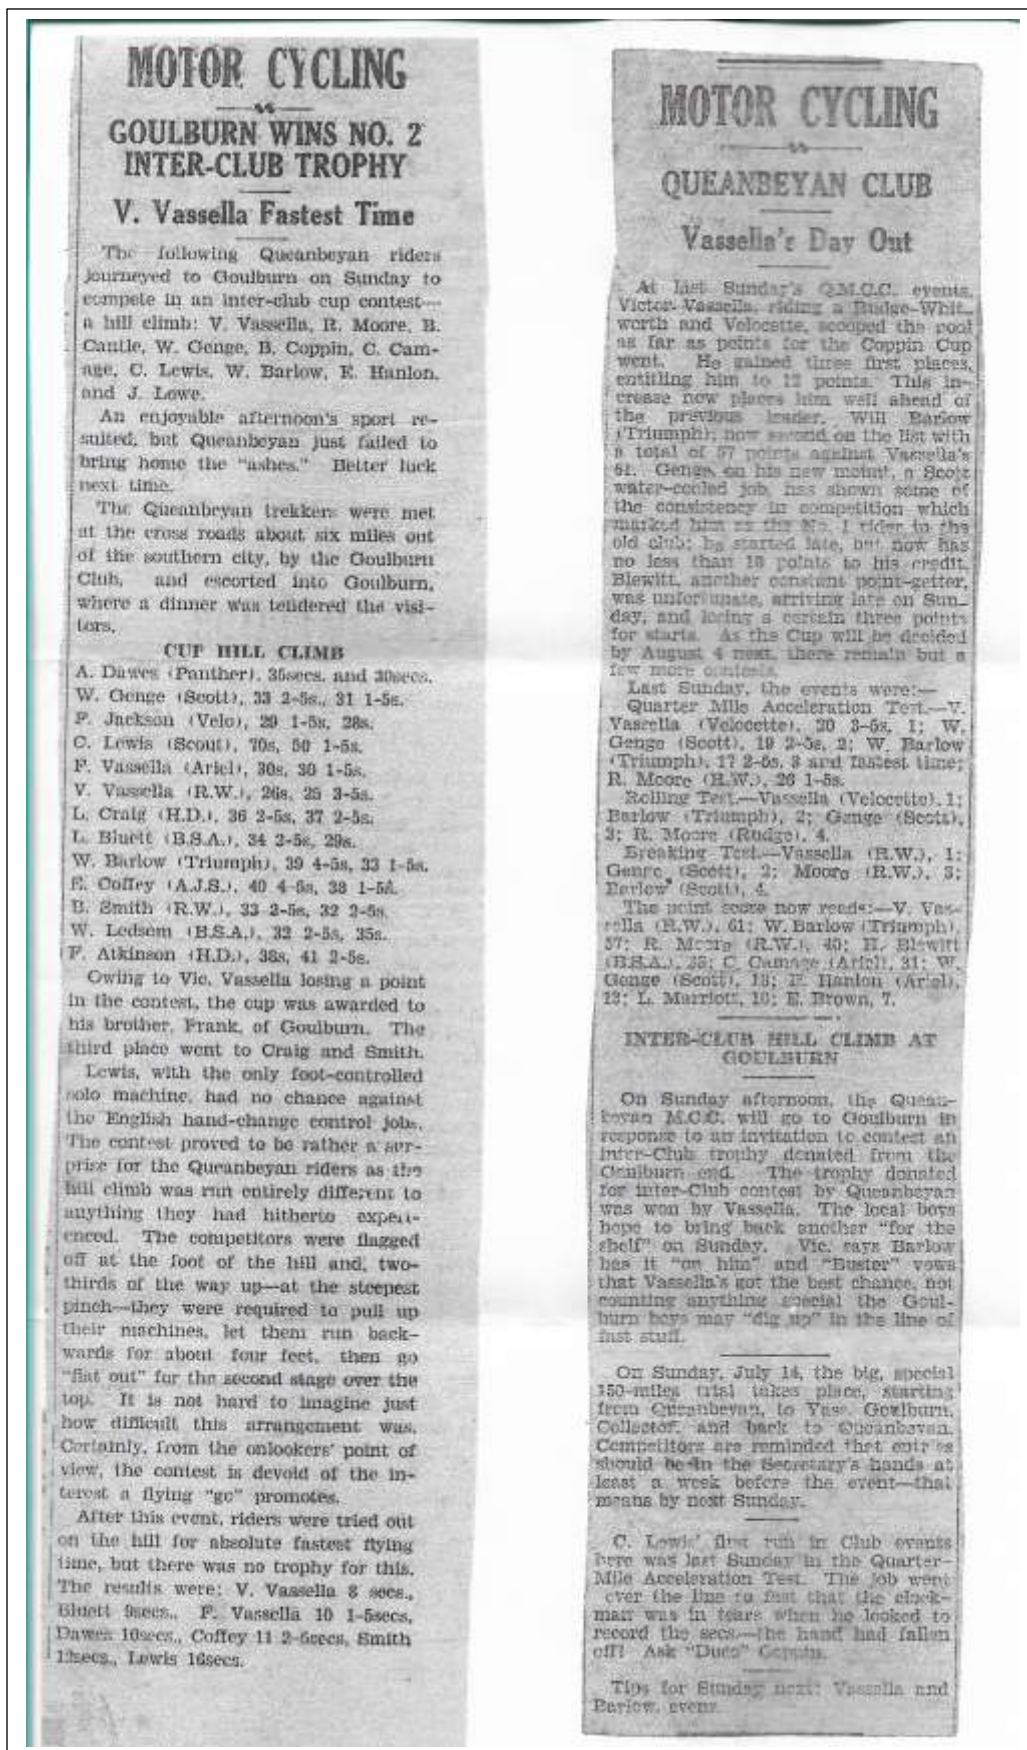 MOTOR CYCLING
GOULBURN WINS NO. 2
INTER-CLUB TROPHY
V. Vassella Fastest Time
The following Queanbeyan riders
journeyed to Goulburn on Sunday to
compete in an inter-club cup contest—
a hill climb: V. Vassella, R. Moore, B.
Cantle, W. Genge, B. Coppin, C. Cam-
age, C. Lewis, W. Barlow, E. Hanlon,
and J. Lowe.
An enjoyable afternoon's sport re-
sulted, but Queanbeyan just failed to
bring home the "ashes." Better luck
next time.
The Queanbeyan trekkers were met
at the cross roads about six miles out
of the southern city, by the Goulburn
Club, and escorted into Goulburn,
where a dinner was tendered the visi-
tors.
CUP HILL CLIMB
A. Dawes (Panther), 35secs. and 30secs.
W. Genge (Scott), 33 2-5s., 31 1-5s.
F. Jackson (Velo), 29 1-5s, 28s.
C. Lewis (Scout), 70s, 50 1-5s.
F. Vassella (Ariel), 30s, 30 1-5s.
V. Vassella (R.W.), 26s, 25 3-5s.
L. Craig (H.D.), 36 2-5s, 37 2-5s.
L. Bluett (B.S.A.), 34 2-5s, 29s.
W. Barlow (Triumph), 39 4-5s, 33 1-5s.
E. Coffey (A.J.S.), 40 4-5s, 38 1-5s.
B. Smith (R.W.), 33 2-5s, 32 2-5s.
W. Ledsem (B.S.A.), 32 2-5s, 35s.
F. Atkinson (H.D.), 38s, 41 2-5s.
Owing to Vic. Vassella losing a point
in the contest, the cup was awarded to
his brother, Frank, of Goulburn. The
third place went to Craig and Smith.
Lewis, with the only foot-controlled
solo machine, had no chance against
the English hand-change control jobs.
The contest proved to be rather a sur-
prise for the Queanbeyan riders as the
hill climb was run entirely different to
anything they had hitherto experi-
enced. The competitors were flagged
off at the foot of the hill and, two-
thirds of the way up—at the steepest
pinch—they were required to pull up
their machines, let them run back-
wards for about four feet, then go
"flat out" for the second stage over the
top. It is not hard to imagine just
how difficult this arrangement was.
Certainly, from the onlookers' point of
view, the contest is devoid of the in-
terest a flying "go" promotes.
After this event, riders were tried out
on the hill for absolute fastest flying
time, but there was no trophy for this.
The results were: V. Vassella 8 secs.,
Bluett 9secs., F. Vassella 10 1-5secs,
Dawes 10secs., Coffey 11 2-5secs, Smith
13secs., Lewis 16secs.
MOTOR CYCLING
QUEANBEYAN CLUB
Vassella's Day Out
At last Sunday's Q.M.C.C. events,
Victor Vassella, riding a Rudge-Whit-
worth and Velocette, scooped the pool
as far as points for the Coppin Cup
went. He gained three first places,
entitling him to 12 points. This in-
crease now places him well ahead of
the previous leader, Will Barlow
(Triumph), now second on the list with
a total of 57 points against Vassella's
61. Genge, on his new mount, a Scott
water-cooled job, has shown some of
the consistency in competition which
marked him as the No. 1 rider in the
old club; he started late, but now has
no less than 18 points to his credit.
Blewitt, another constant point-getter,
was unfortunate, arriving late on Sun-
day, and losing a certain three points
for starts. As the Cup will be decided
by August 4 next, there remain but a
few more contests.
Last Sunday, the events were:—
Quarter Mile Acceleration Test.—V.
Vassella (Velocette), 20 3-5s, 1; W.
Genge (Scott), 19 2-5s, 2; W. Barlow
(Triumph), 17 2-5s, 3 and fastest time;
R. Moore (R.W.), 26 1-5s.
Rolling Test.—Vassella (Velocette), 1;
Barlow (Triumph), 2; Genge (Scott),
3; R. Moore (Rudge), 4.
Breaking Test.—Vassella (R.W.), 1;
Genge (Scott), 2; Moore (R.W.), 3;
Barlow (Scott), 4.
The point score now reads:—V. Vas-
sella (R.W.), 61; W. Barlow (Triumph),
57; R. Moore (R.W.), 40; H. Blewitt
(B.S.A.), C. Camage (Ariel), 31; W.
Genge (Scott), 18; E. Hanlon (Ariel),
L. Marriott, E. Brown, 7.
INTER-CLUB HILL CLIMB AT
GOULBURN
On Sunday afternoon, the Quean-
beyan M.C.C. will go to Goulburn in
response to an invitation to contest an
Inter-Club trophy donated from the
Goulburn end. The trophy donated
for inter-Club contest by Queanbeyan
was won by Vassella. The local boys
hope to bring back another "for the
shelf" on Sunday. Vic. says Barlow
has it "on him" and "Buster" vows
that Vassella's got the best chance, not
counting anything special the Goul-
burn boys may "dig up" in the line of
fast stuff.
On Sunday, July 14, the big, special
150-miles trial takes place, starting
from Queanbeyan, to Yass, Goulburn,
Collector, and back to Queanbeyan.
Competitors are reminded that entries
should be in the Secretary's hands at
least a week before the event—that
means by next Sunday.
C. Lewis' first run in Club events
here was last Sunday in the Quarter-
Mile Acceleration Test. The job went
over the line so fast that the clock-
man was in tears when he looked to
record the secs.—the hand had fallen
off! Ask "Duco"
Tips for Sunday next: Vassella and
Barlow, evens.